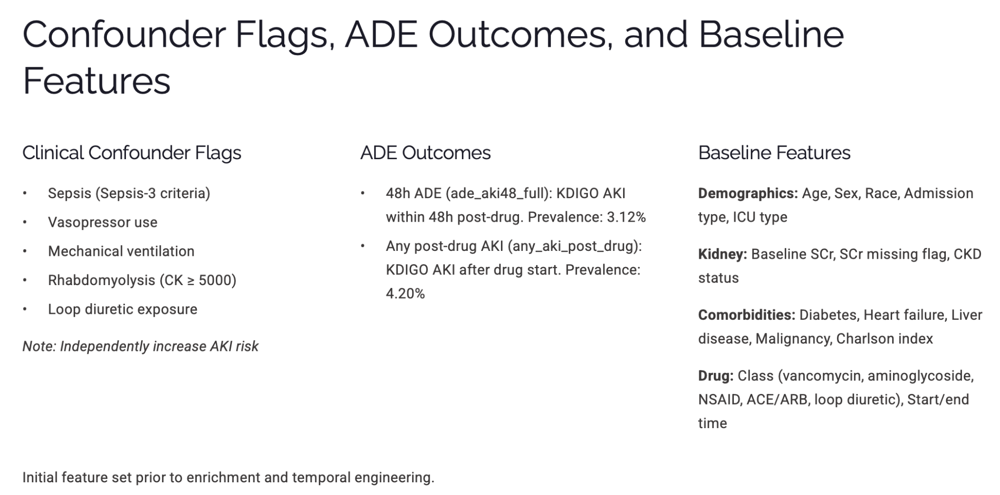 Confounder Flags, ADE Outcomes, and Baseline
Features
Clinical Confounder Flags
• Sepsis (Sepsis-3 criteria)
• Vasopressor use
• Mechanical ventilation
• Rhabdomyolysis (CK ≥ 5000)
• Loop diuretic exposure
Note: Independently increase AKI risk
ADE Outcomes
• 48h ADE (ade_aki48_full): KDIGO AKI
within 48h post-drug. Prevalence: 3.12%
• Any post-drug AKI (any_aki_post_drug):
KDIGO AKI after drug start. Prevalence:
4.20%
Baseline Features
Demographics: Age, Sex, Race, Admission
type, ICU type
Kidney: Baseline SCr, SCr missing flag, CKD
status
Comorbidities: Diabetes, Heart failure, Liver
disease, Malignancy, Charlson index
Drug: Class (vancomycin, aminoglycoside,
NSAID, ACE/ARB, loop diuretic), Start/end
time
Initial feature set prior to enrichment and temporal engineering.